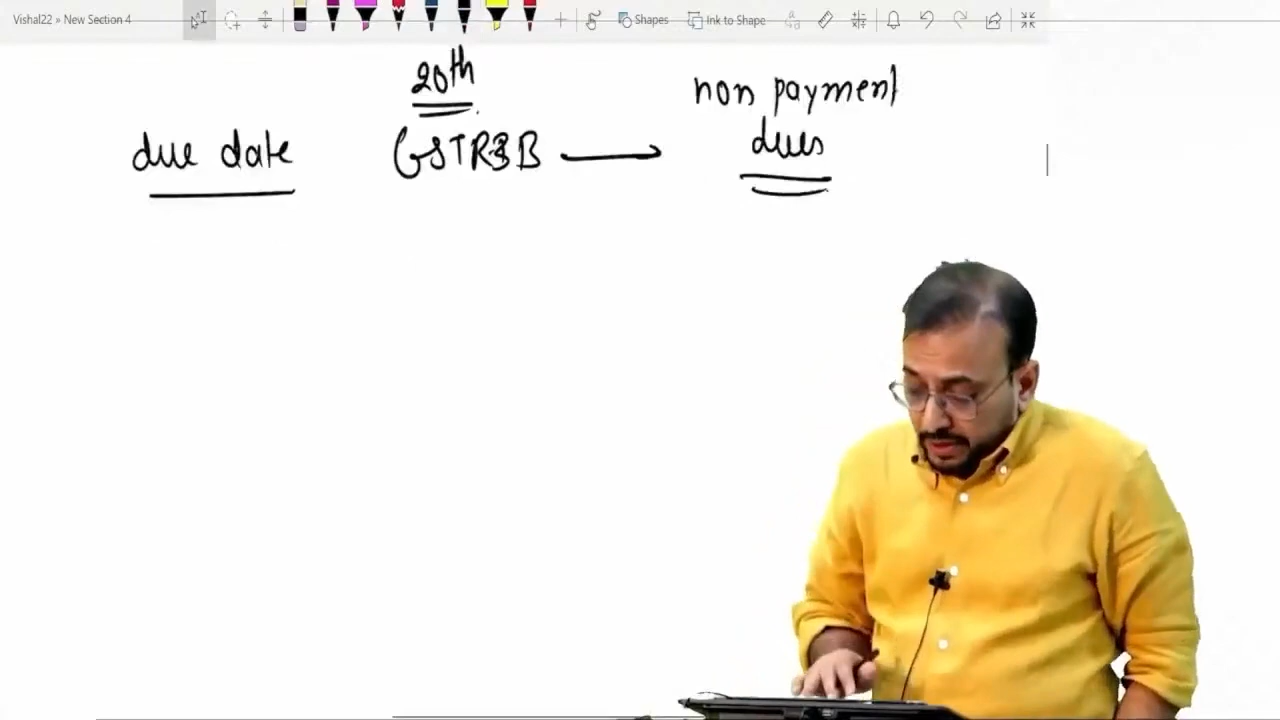 Vishal22 » New Section 4
Shapes
Ink to Shape
20th
non payment
due date GSTR3B dues